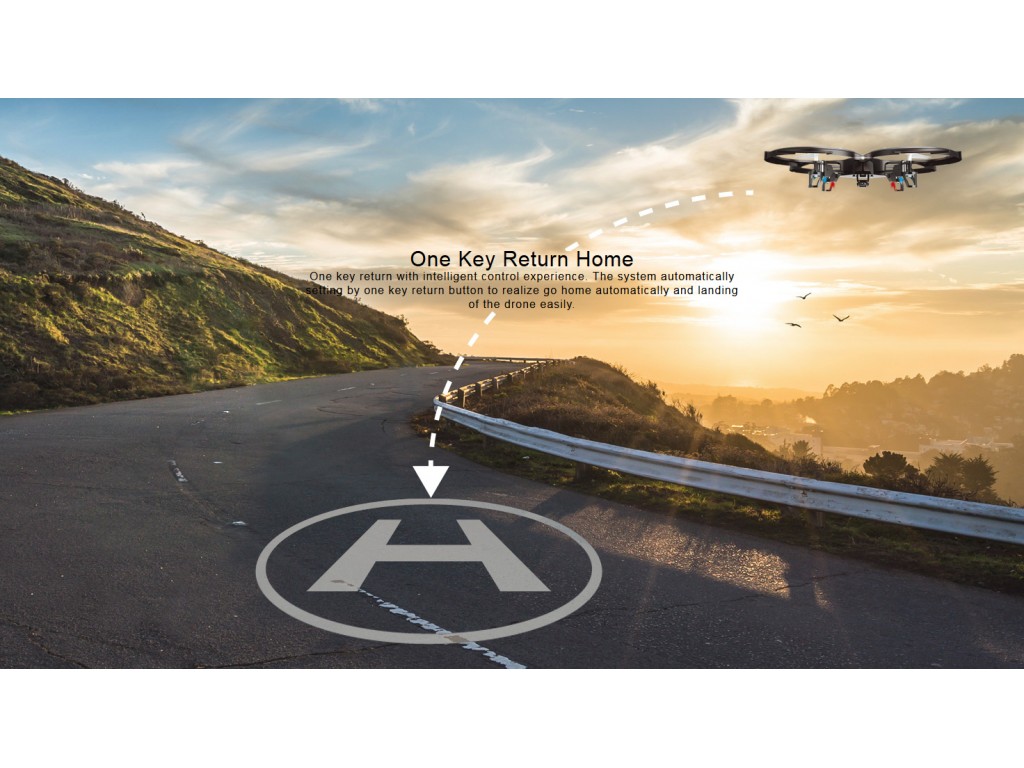 One Key Return Home
One key return with intelligent control experience. The system automatically
setting by one key return button to realize go home automatically and landing
of the drone easily.
H